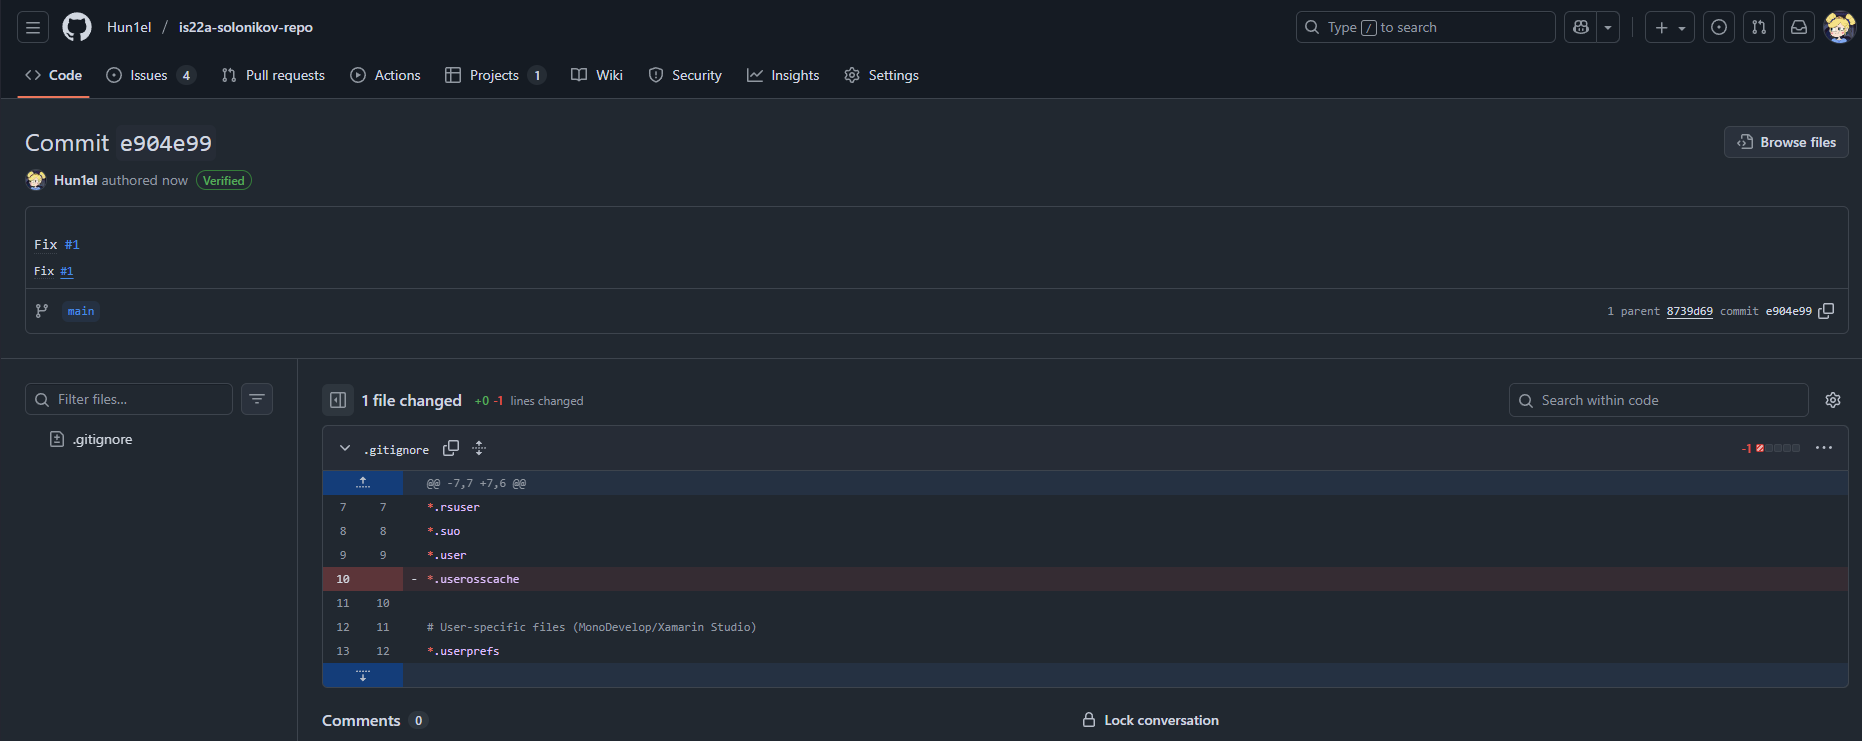 Hun1el / is22a-solonikov-repo
Type / to search
Code
Issues 4
Pull requests
Actions
Projects 1
Wiki
Security
Insights
Settings
Commit e904e99
Browse files
Hun1el authored now Verified
Fix #1
Fix #1
main
1 parent 8739d69 commit e904e99
Filter files...
.gitignore
1 file changed +0 -1 lines changed
Search within code
.gitignore
-1
@@ -7,7 +7,6 @@
7 7 *.rsuser
8 8 *.suo
9 9 *.user
10 - *.userosscache
11 10
12 11 # User-specific files (MonoDevelop/Xamarin Studio)
13 12 *.userprefs
Comments 0
Lock conversation